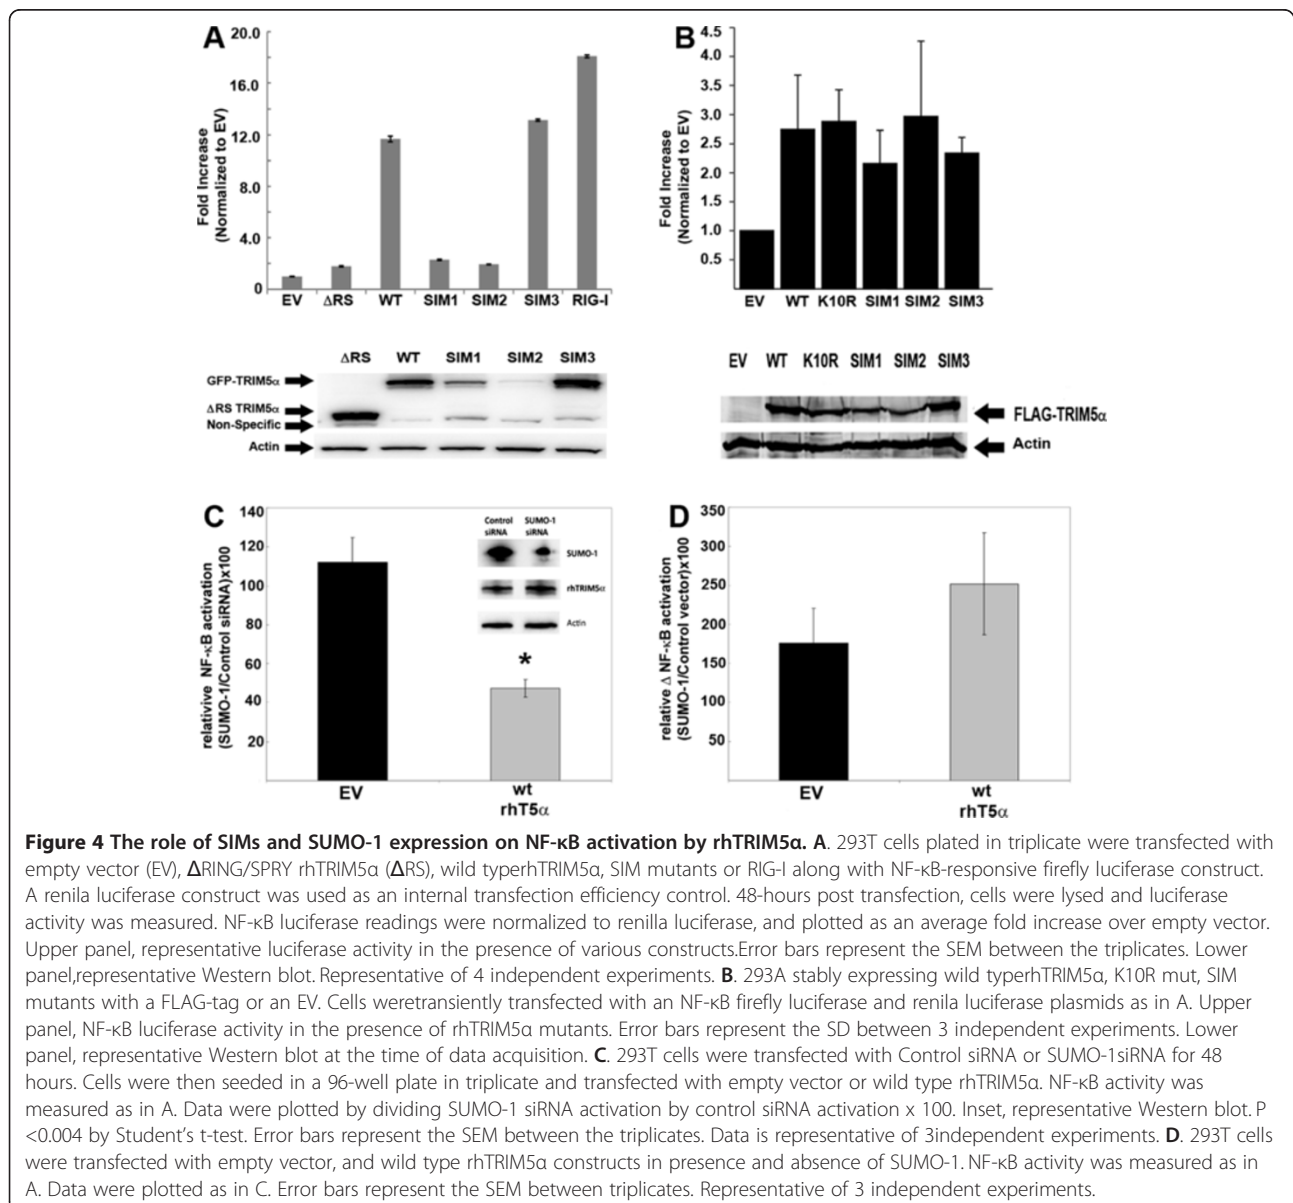 A
Fold Increase
(Normalized to EV)
20.0
16.0
12.0
8.0
4.0
0
EV ΔRS WT SIM1 SIM2 SIM3 RIG-I
ΔRS WT SIM1 SIM2 SIM3
GFP-TRIM5α
ΔRS TRIM5α
Non-Specific
Actin
B
Fold Increase
(Normalized to EV)
4.5
4.0
3.5
3.0
2.5
2.0
1.0
0.5
EV WT K10R SIM1 SIM2 SIM3
EV WT K10R SIM1 SIM2 SIM3
FLAG-TRIM5α
Actin
C
relative NF-κB activation
(SUMO-1/Control siRNA)x100
140
120
100
80
60
40
20
Control siRNA
SUMO-1 siRNA
SUMO-1
rhTRIM5α
Actin
*
EV
wt
rhT5α
D
relative Δ NF-κB activation
(SUMO-1/Control vector)x100
350
300
250
200
150
100
50
EV
wt
rhT5α
Figure 4 The role of SIMs and SUMO-1 expression on NF-κB activation by rhTRIM5α. A. 293T cells plated in triplicate were transfected with
empty vector (EV), ΔRING/SPRY rhTRIM5α (ΔRS), wild typerhTRIM5α, SIM mutants or RIG-I along with NF-κB-responsive firefly luciferase construct.
A renila luciferase construct was used as an internal transfection efficiency control. 48-hours post transfection, cells were lysed and luciferase
activity was measured. NF-κB luciferase readings were normalized to renilla luciferase, and plotted as an average fold increase over empty vector.
Upper panel, representative luciferase activity in the presence of various constructs.Error bars represent the SEM between the triplicates. Lower
panel,representative Western blot. Representative of 4 independent experiments. B. 293A stably expressing wild typerhTRIM5α, K10R mut, SIM
mutants with a FLAG-tag or an EV. Cells weretransiently transfected with an NF-κB firefly luciferase and renila luciferase plasmids as in A. Upper
panel, NF-κB luciferase activity in the presence of rhTRIM5α mutants. Error bars represent the SD between 3 independent experiments. Lower
panel, representative Western blot at the time of data acquisition. C. 293T cells were transfected with Control siRNA or SUMO-1siRNA for 48
hours. Cells were then seeded in a 96-well plate in triplicate and transfected with empty vector or wild type rhTRIM5α. NF-κB activity was
measured as in A. Data were plotted by dividing SUMO-1 siRNA activation by control siRNA activation x 100. Inset, representative Western blot. P
<0.004 by Student's t-test. Error bars represent the SEM between the triplicates. Data is representative of 3independent experiments. D. 293T cells
were transfected with empty vector, and wild type rhTRIM5α constructs in presence and absence of SUMO-1. NF-κB activity was measured as in
A. Data were plotted as in C. Error bars represent the SEM between triplicates. Representative of 3 independent experiments.